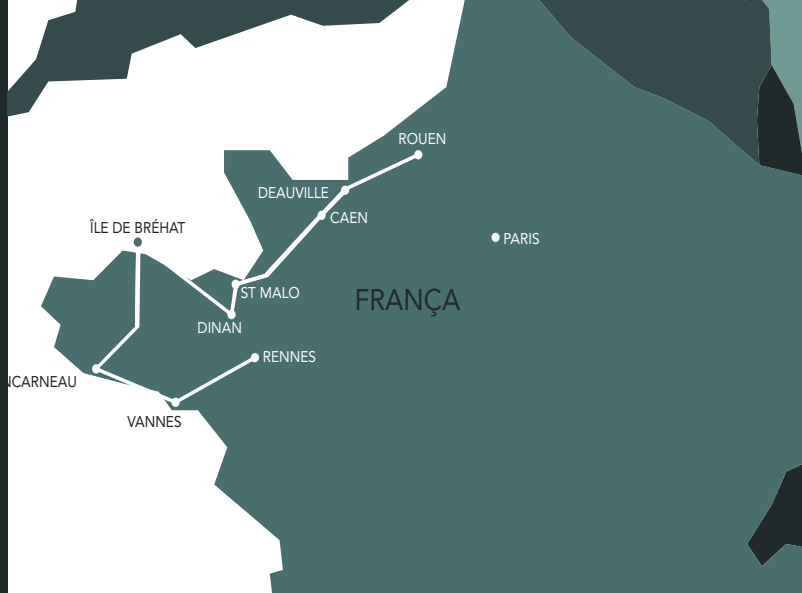 ROUEN
DEAUVILLE
CAEN
ÎLE DE BRÉHAT
PARIS
ST MALO
FRANÇA
DINAN
RENNES
NCARNEAU
VANNES